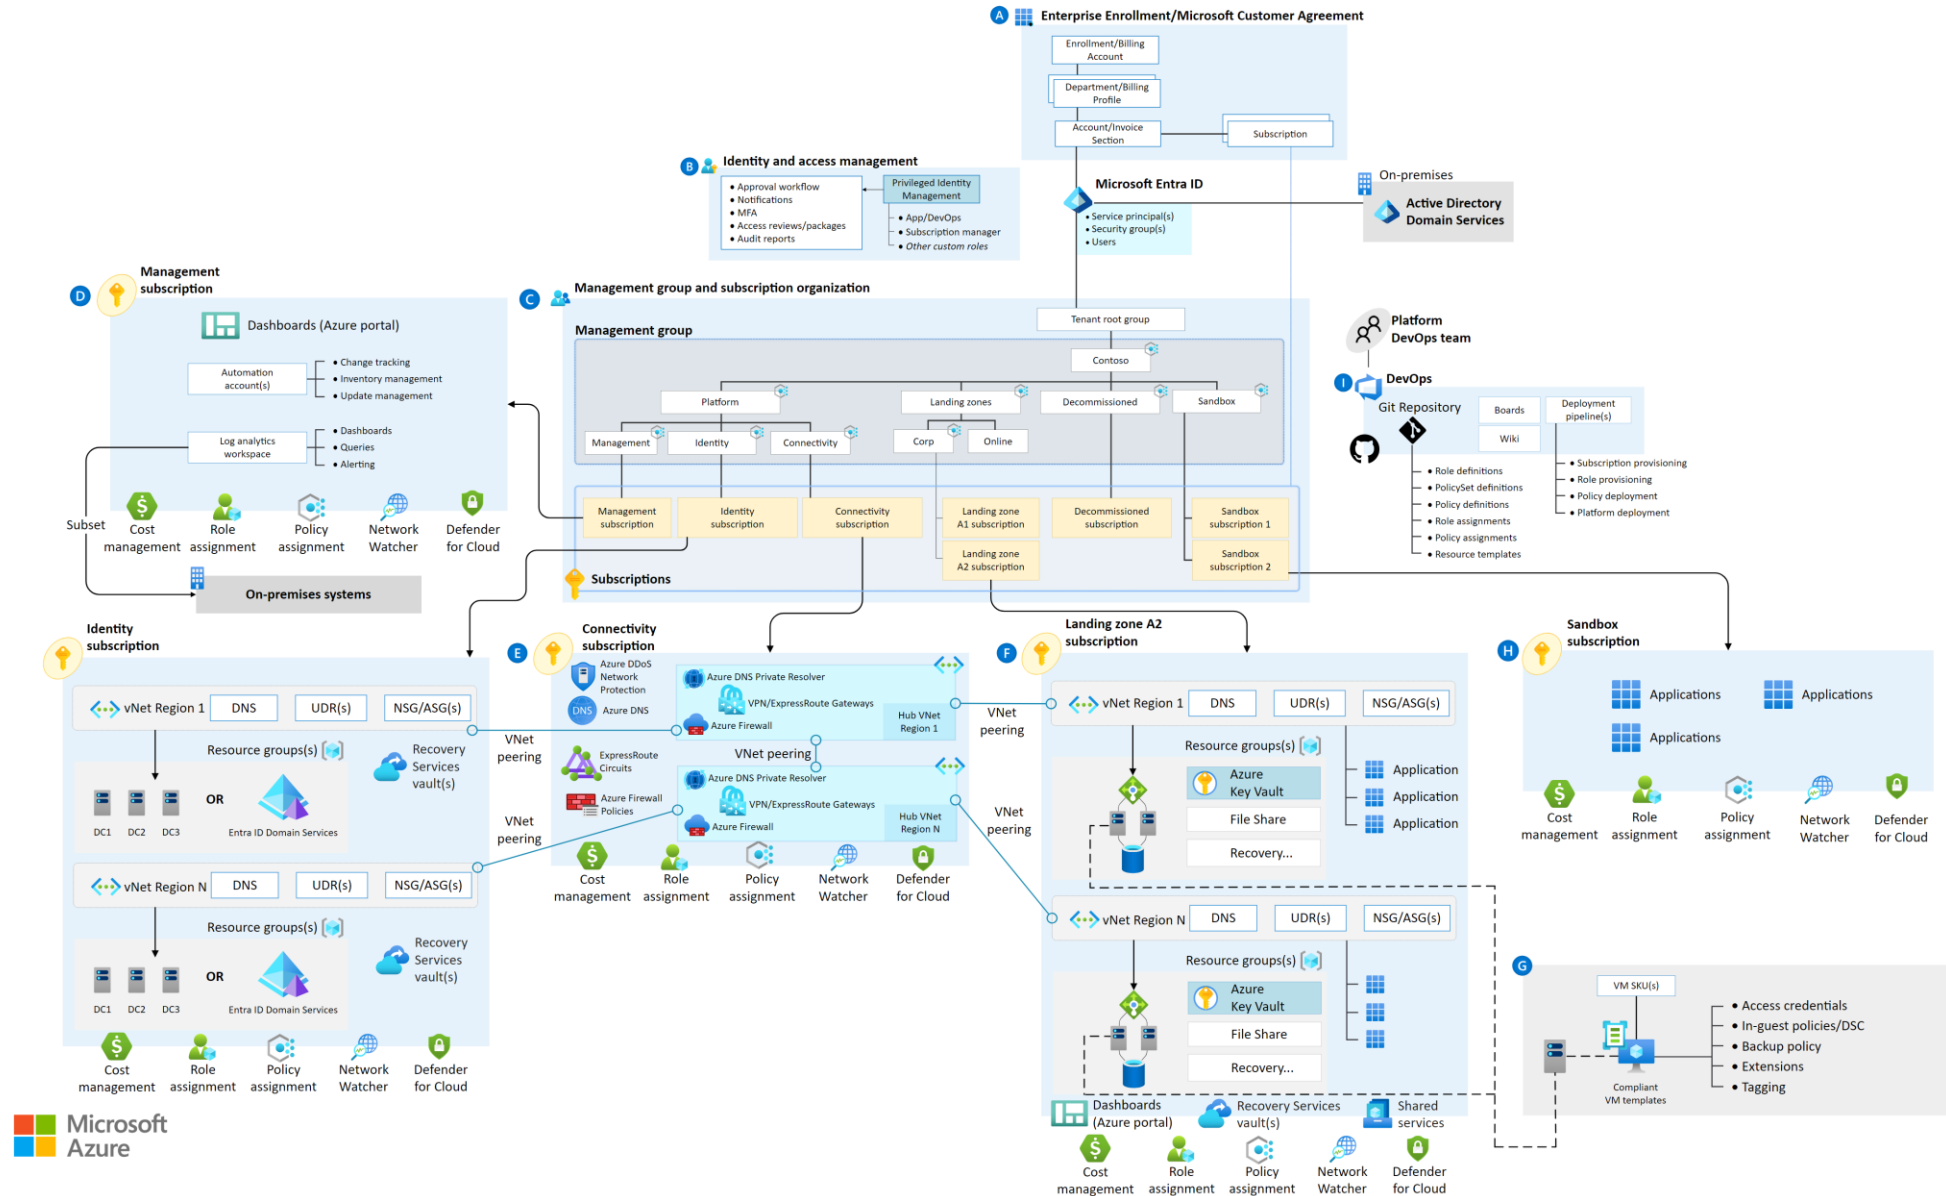 A
Enterprise Enrollment/Microsoft Customer Agreement
Enrollment/Billing
Account
Department/Billing
Profile
Account/Invoice
Section
Subscription
B
Identity and access management
• Approval workflow
• Notifications
• MFA
• Access reviews/packages
• Audit reports
Privileged Identity
Management
• App/DevOps
• Subscription manager
• Other custom roles
Microsoft Entra ID
• Service principal(s)
• Security group(s)
• Users
On-premises
Active Directory
Domain Services
D
Management
subscription
Dashboards (Azure portal)
Automation
account(s)
• Change tracking
• Inventory management
• Update management
Log analytics
workspace
• Dashboards
• Queries
• Alerting
Subset
Cost
management
Role
assignment
Policy
assignment
Network
Watcher
Defender
for Cloud
On-premises systems
C
Management group and subscription organization
Management group
Tenant root group
Contoso
Platform
Landing zones
Decommissioned
Sandbox
Management
Identity
Connectivity
Corp
Online
Management
subscription
Identity
subscription
Connectivity
subscription
Landing zone
A1 subscription
Decommissioned
subscription
Sandbox
subscription 1
Landing zone
A2 subscription
Sandbox
subscription 2
Subscriptions
Platform
DevOps team
I
DevOps
Git Repository
Boards
Wiki
Deployment
pipeline(s)
• Role definitions
• PolicySet definitions
• Policy definitions
• Role assignments
• Policy assignments
• Resource templates
• Subscription provisioning
• Role provisioning
• Policy deployment
• Platform deployment
Identity
subscription
vNet Region 1
DNS
UDR(s)
NSG/ASG(s)
Resource groups(s)
Recovery
Services
vault(s)
DC1
DC2
DC3
OR
Entra ID Domain Services
vNet Region N
DNS
UDR(s)
NSG/ASG(s)
Resource groups(s)
Recovery
Services
vault(s)
DC1
DC2
DC3
OR
Entra ID Domain Services
Cost
management
Role
assignment
Policy
assignment
Network
Watcher
Defender
for Cloud
VNet
peering
VNet
peering
E
Connectivity
subscription
Azure DDoS
Network
Protection
Azure DNS
DNS
ExpressRoute
Circuits
Azure Firewall
Policies
Azure DNS Private Resolver
VPN/ExpressRoute Gateways
Azure Firewall
Hub VNet
Region 1
VNet peering
Azure DNS Private Resolver
VPN/ExpressRoute Gateways
Azure Firewall
Hub VNet
Region N
Cost
management
Role
assignment
Policy
assignment
Network
Watcher
Defender
for Cloud
VNet
peering
VNet
peering
F
Landing zone A2
subscription
vNet Region 1
DNS
UDR(s)
NSG/ASG(s)
Resource groups(s)
Azure
Key Vault
File Share
Recovery...
Application
Application
Application
vNet Region N
DNS
UDR(s)
NSG/ASG(s)
Resource groups(s)
Azure
Key Vault
File Share
Recovery...
Dashboards
(Azure portal)
Recovery Services
vault(s)
Shared
services
Cost
management
Role
assignment
Policy
assignment
Network
Watcher
Defender
for Cloud
H
Sandbox
subscription
Applications
Applications
Applications
Cost
management
Role
assignment
Policy
assignment
Network
Watcher
Defender
for Cloud
G
VM SKU(s)
Compliant
VM templates
• Access credentials
• In-guest policies/DSC
• Backup policy
• Extensions
• Tagging
Microsoft
Azure